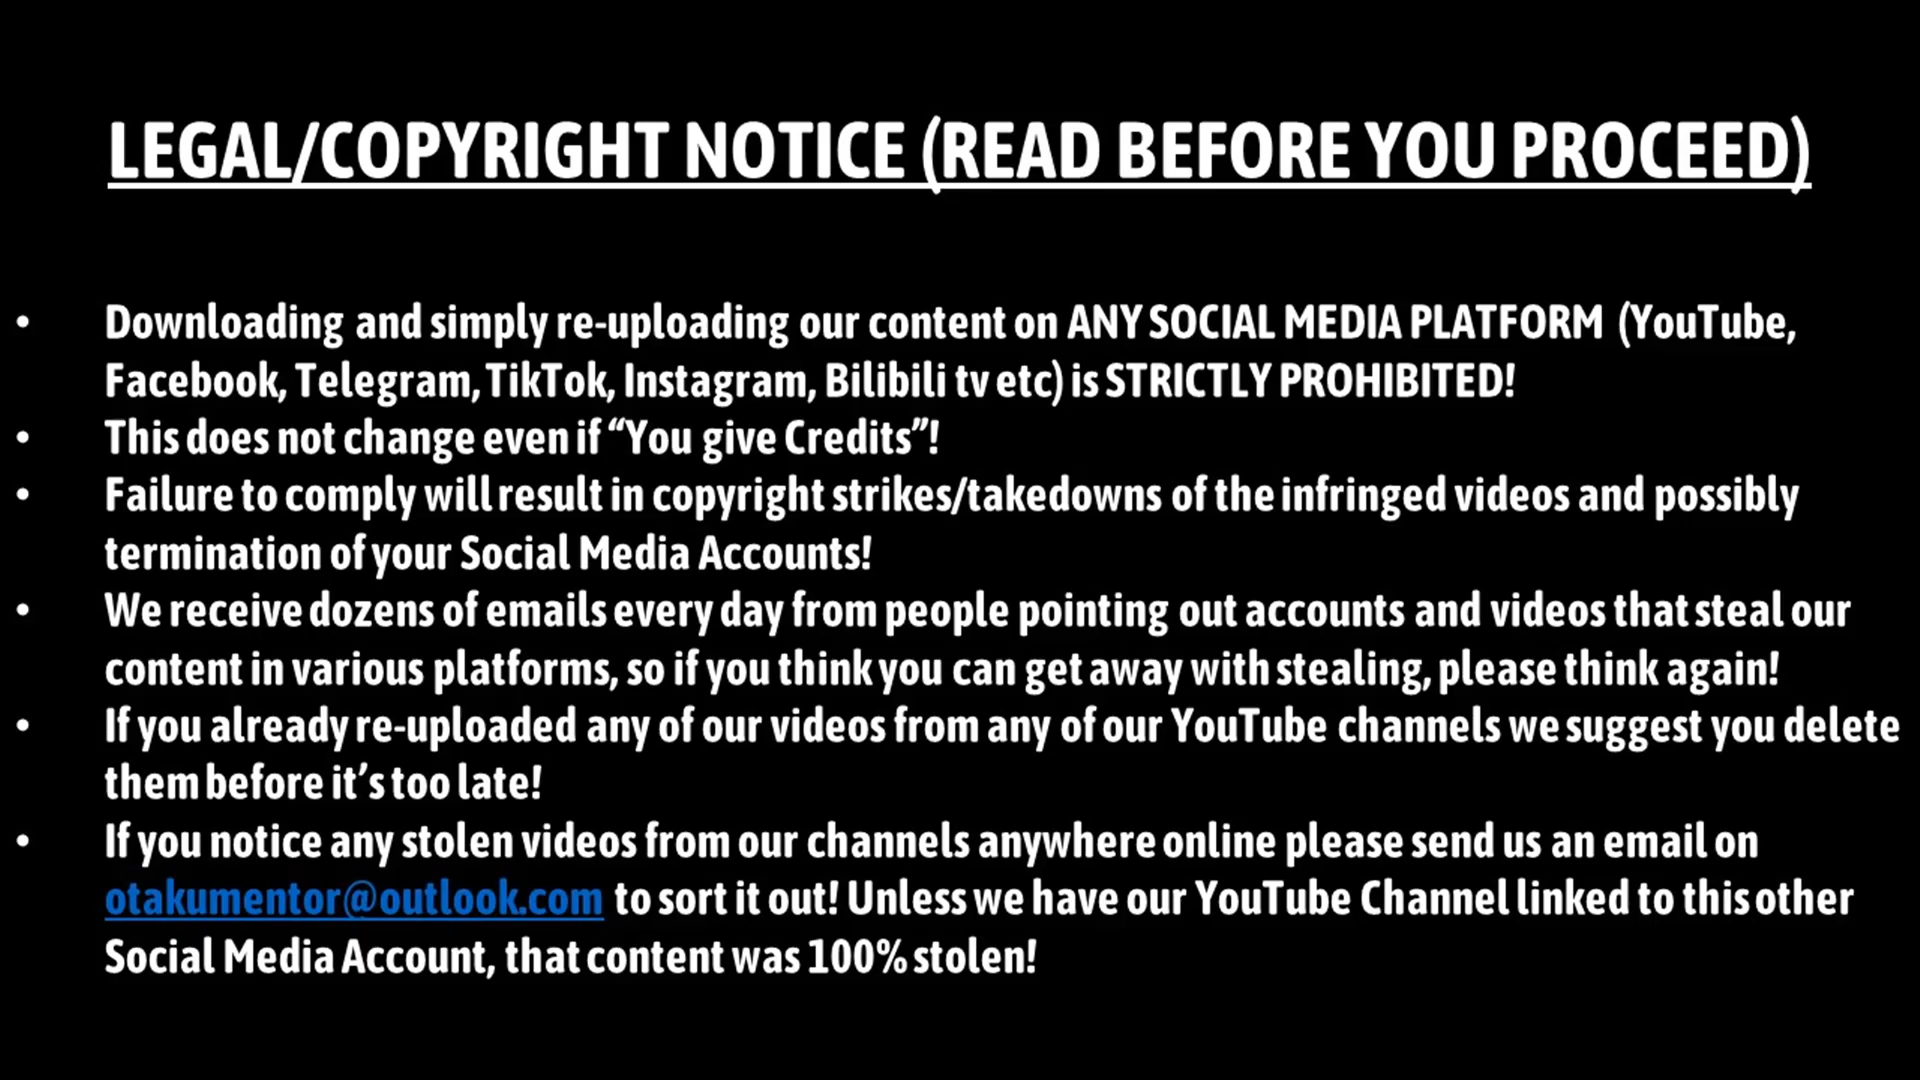 LEGAL/COPYRIGHT NOTICE (READ BEFORE YOU PROCEED)
• Downloading and simply re-uploading our content on ANY SOCIAL MEDIA PLATFORM (YouTube,
Facebook, Telegram, TikTok, Instagram, Bilibili tv etc) is STRICTLY PROHIBITED!
• This does not change even if “You give Credits”!
• Failure to comply will result in copyright strikes/takedowns of the infringed videos and possibly
termination of your Social Media Accounts!
• We receive dozens of emails every day from people pointing out accounts and videos that steal our
content in various platforms, so if you think you can get away with stealing, please think again!
• If you already re-uploaded any of our videos from any of our YouTube channels we suggest you delete
them before it’s too late!
• If you notice any stolen videos from our channels anywhere online please send us an email on
otakumentor@outlook.com to sort it out! Unless we have our YouTube Channel linked to this other
Social Media Account, that content was 100% stolen!